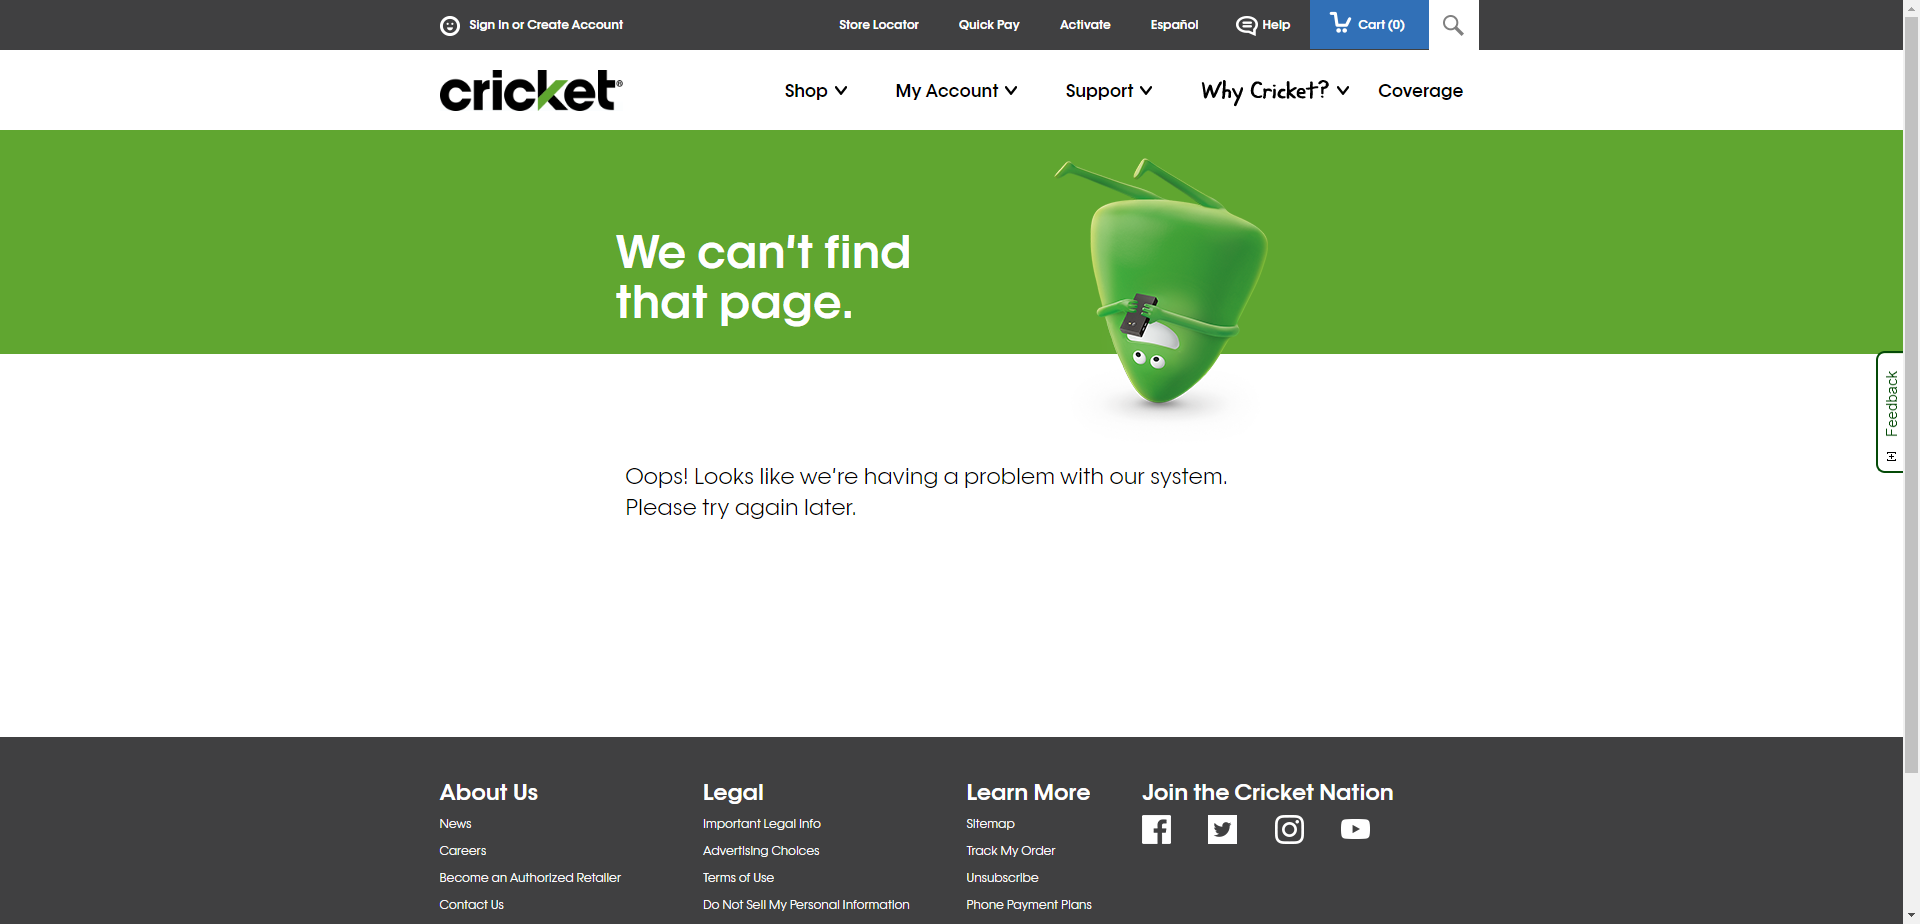 Sign In or Create Account
Store Locator
Quick Pay
Activate
Español
Help
Cart (0)
cricket®
Shop
My Account
Support
Why Cricket?
Coverage
We can't find
that page.
Feedback
Oops! Looks like we're having a problem with our system.
Please try again later.
About Us
News
Careers
Become an Authorized Retailer
Contact Us
Legal
Important Legal Info
Advertising Choices
Terms of Use
Do Not Sell My Personal Information
Learn More
Sitemap
Track My Order
Unsubscribe
Phone Payment Plans
Join the Cricket Nation